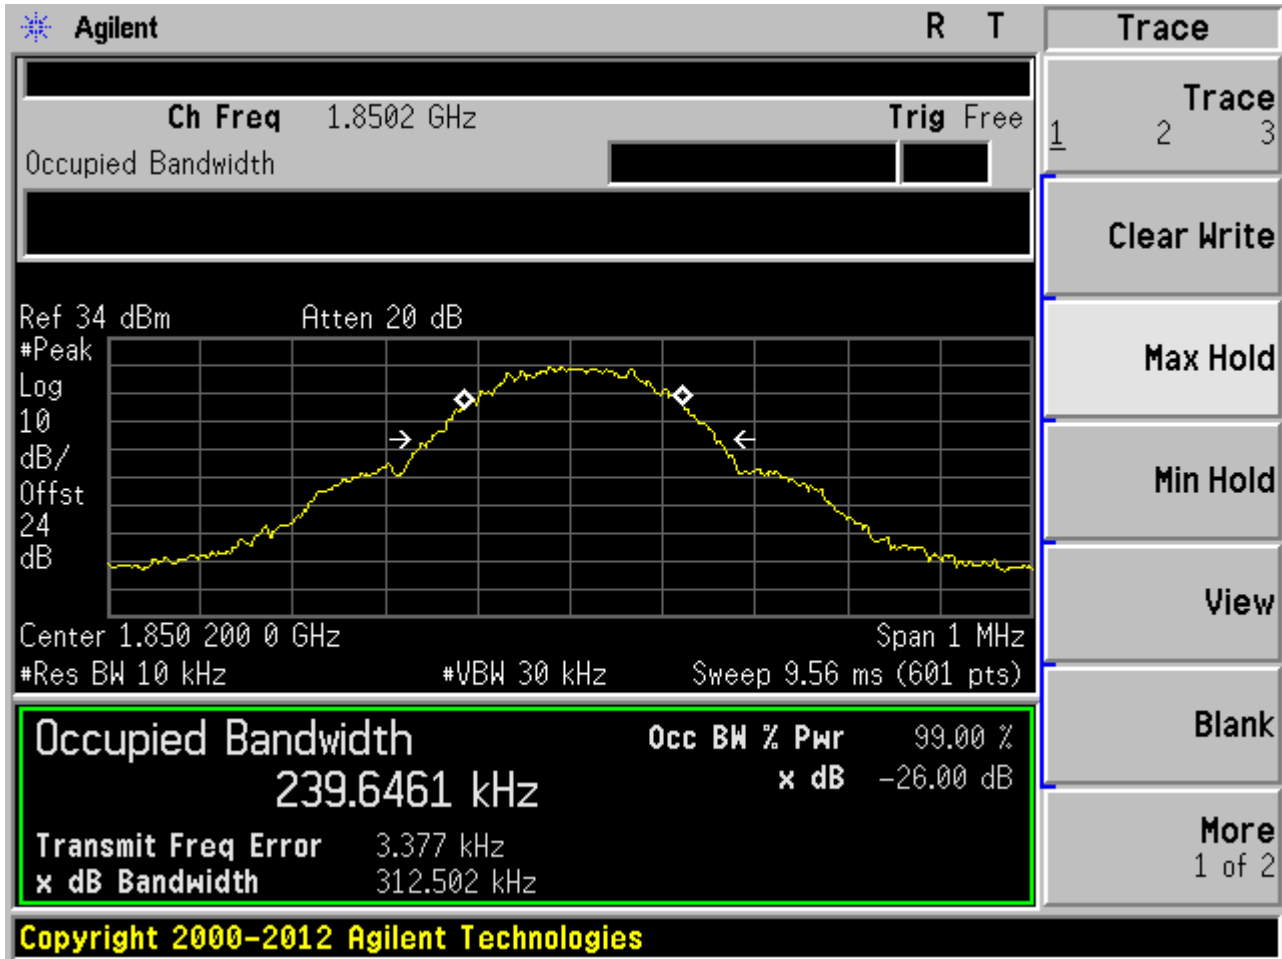 Agilent R T
Trace
Ch Freq 1.8502 GHz Trig Free
Occupied Bandwidth
Trace
1 2 3
Clear Write
Max Hold
Min Hold
View
Blank
More
1 of 2
Ref 34 dBm Atten 20 dB
#Peak
Log
10
dB/
Offst
24
dB
Center 1.850 200 0 GHz Span 1 MHz
#Res BW 10 kHz #VBW 30 kHz Sweep 9.56 ms (601 pts)
Occupied Bandwidth Occ BW % Pwr 99.00 %
239.6461 kHz x dB -26.00 dB
Transmit Freq Error 3.377 kHz
x dB Bandwidth 312.502 kHz
Copyright 2000-2012 Agilent Technologies